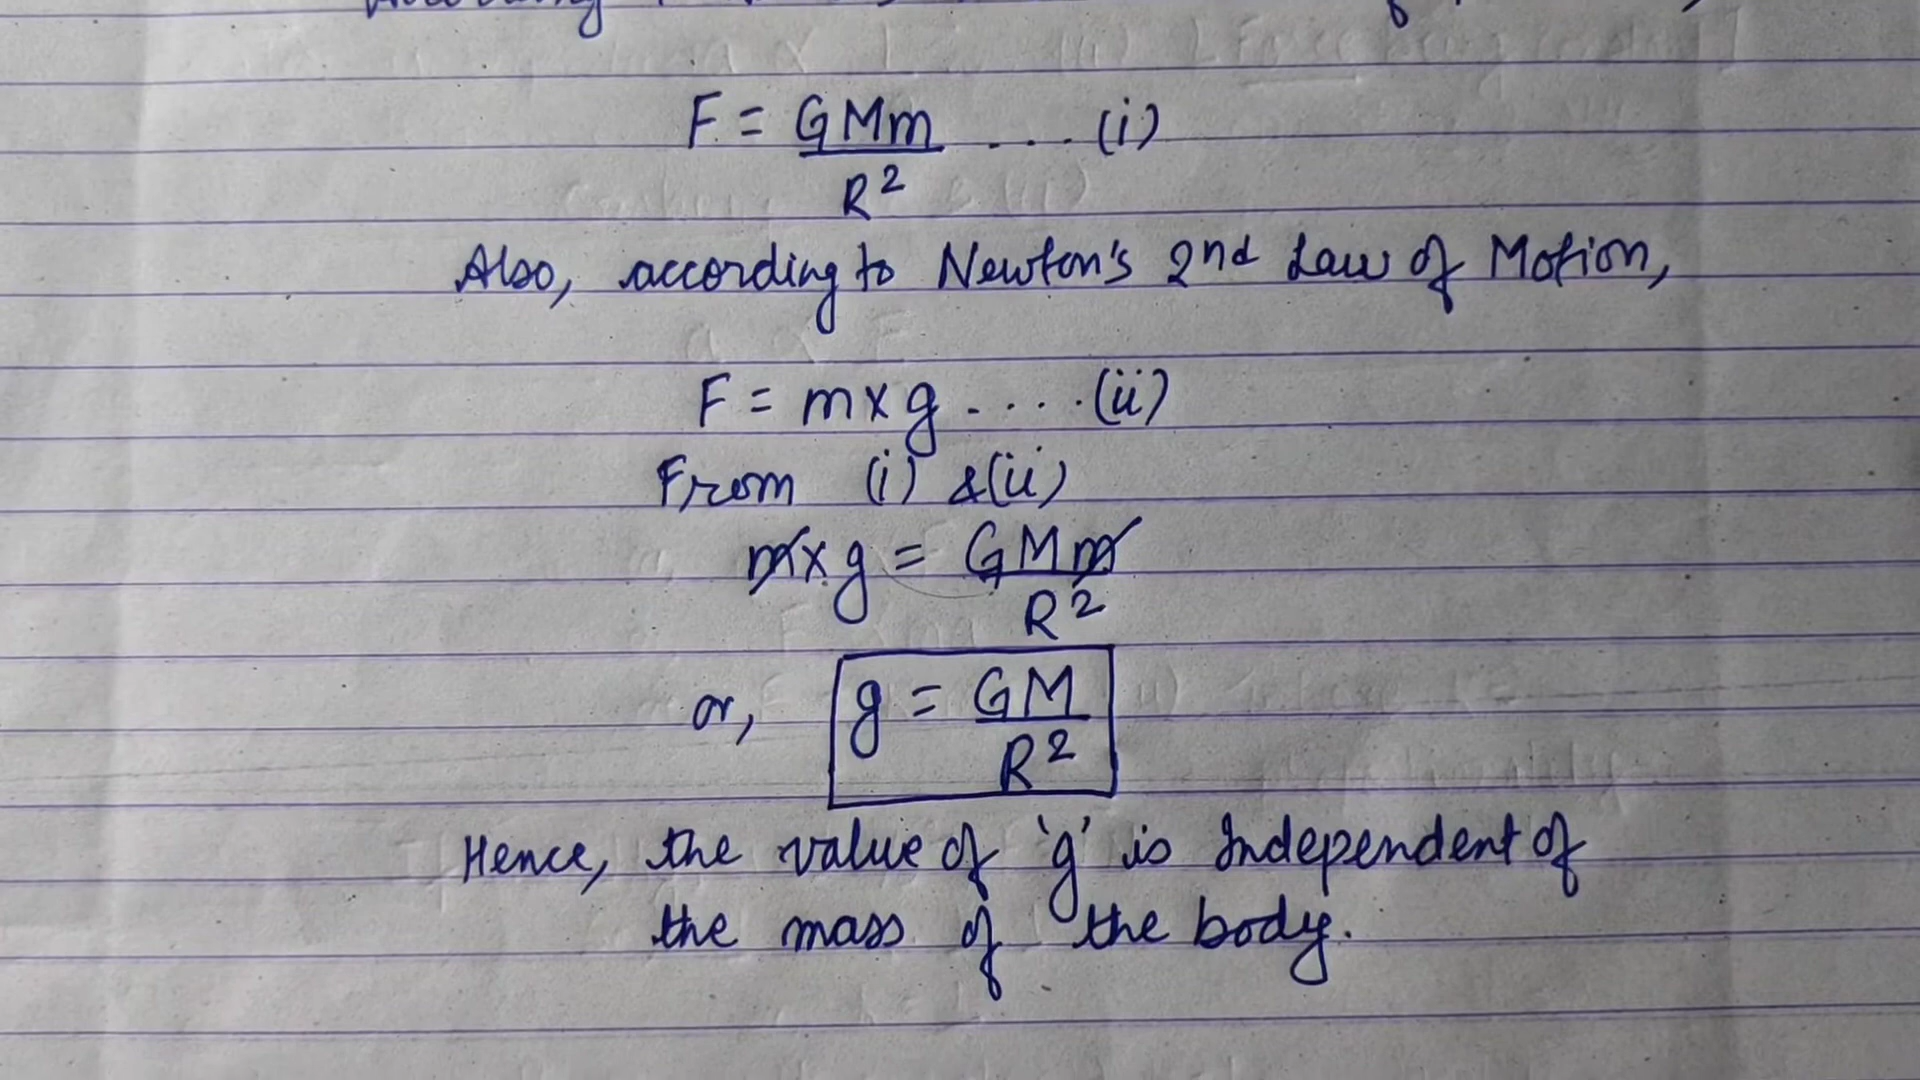 F = GMm .... (i)
R²
Also, according to Newton's 2nd Law of Motion,
F = m x g ..... (ii)
From (i) & (ii)
m x g = GMm
R²
or, g = GM
R²
Hence, the value of 'g' is Independent of
the mass of the body.